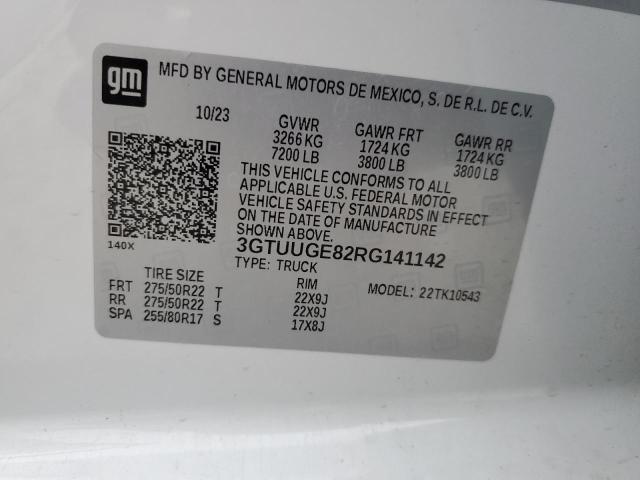 gm
MFD BY GENERAL MOTORS DE MEXICO, S. DE R.L. DE C.V.
10/23 GVWR GAWR FRT GAWR RR
3266 KG 1724 KG 1724 KG
7200 LB 3800 LB 3800 LB
THIS VEHICLE CONFORMS TO ALL
APPLICABLE U.S. FEDERAL MOTOR
VEHICLE SAFETY STANDARDS IN EFFECT
ON THE DATE OF MANUFACTURE
SHOWN ABOVE.
140X
3GTUUGE82RG141142
TYPE: TRUCK
TIRE SIZE RIM MODEL: 22TK10543
FRT 275/50R22 T 22X9J
RR 275/50R22 T 22X9J
SPA 255/80R17 S 17X8J